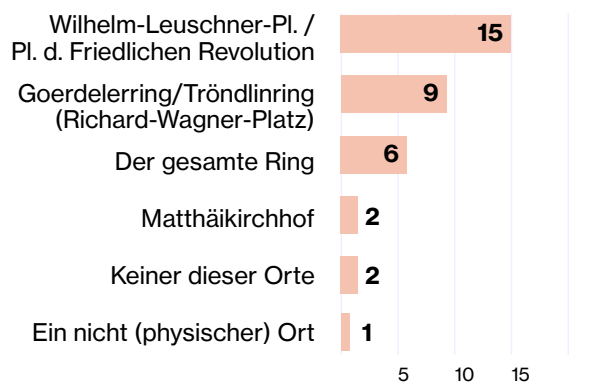 Wilhelm-Leuschner-Pl. /
Pl. d. Friedlichen Revolution
15
Goerdelerring/Tröndlinring
(Richard-Wagner-Platz)
9
Der gesamte Ring
6
Matthäikirchhof
2
Keiner dieser Orte
2
Ein nicht (physischer) Ort
1
5 10 15